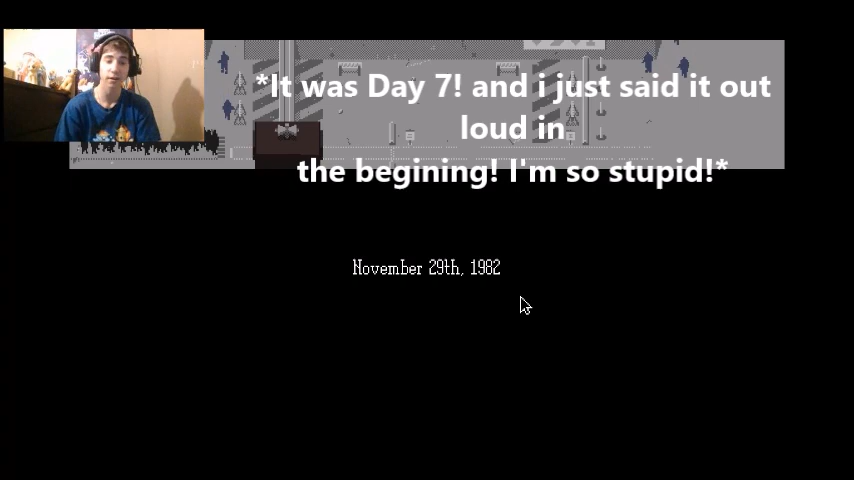 *It was Day 7! and i just said it out
loud in
the begining! I'm so stupid!*
November 29th, 1982